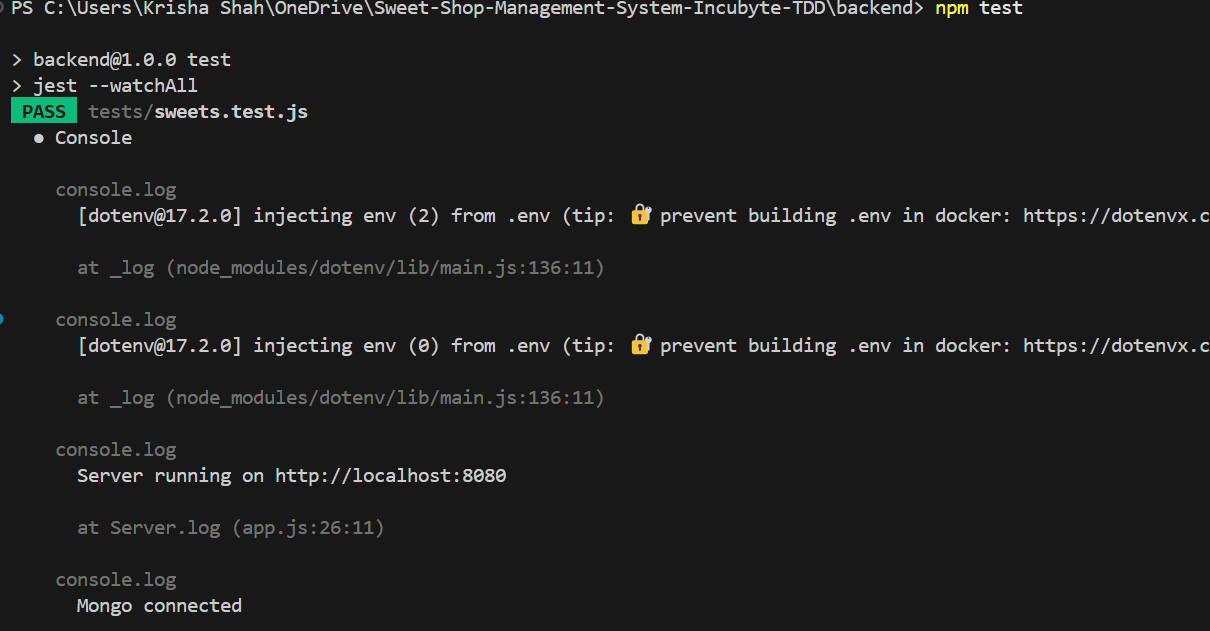 PS C:\Users\Krisha Shah\OneDrive\Sweet-Shop-Management-System-Incubyte-TDD\backend> npm test
> backend@1.0.0 test
> jest --watchAll
PASS tests/sweets.test.js
● Console
console.log
[dotenv@17.2.0] injecting env (2) from .env (tip: 🔐 prevent building .env in docker: https://dotenvx.c
at _log (node_modules/dotenv/lib/main.js:136:11)
console.log
[dotenv@17.2.0] injecting env (0) from .env (tip: 🔐 prevent building .env in docker: https://dotenvx.c
at _log (node_modules/dotenv/lib/main.js:136:11)
console.log
Server running on http://localhost:8080
at Server.log (app.js:26:11)
console.log
Mongo connected